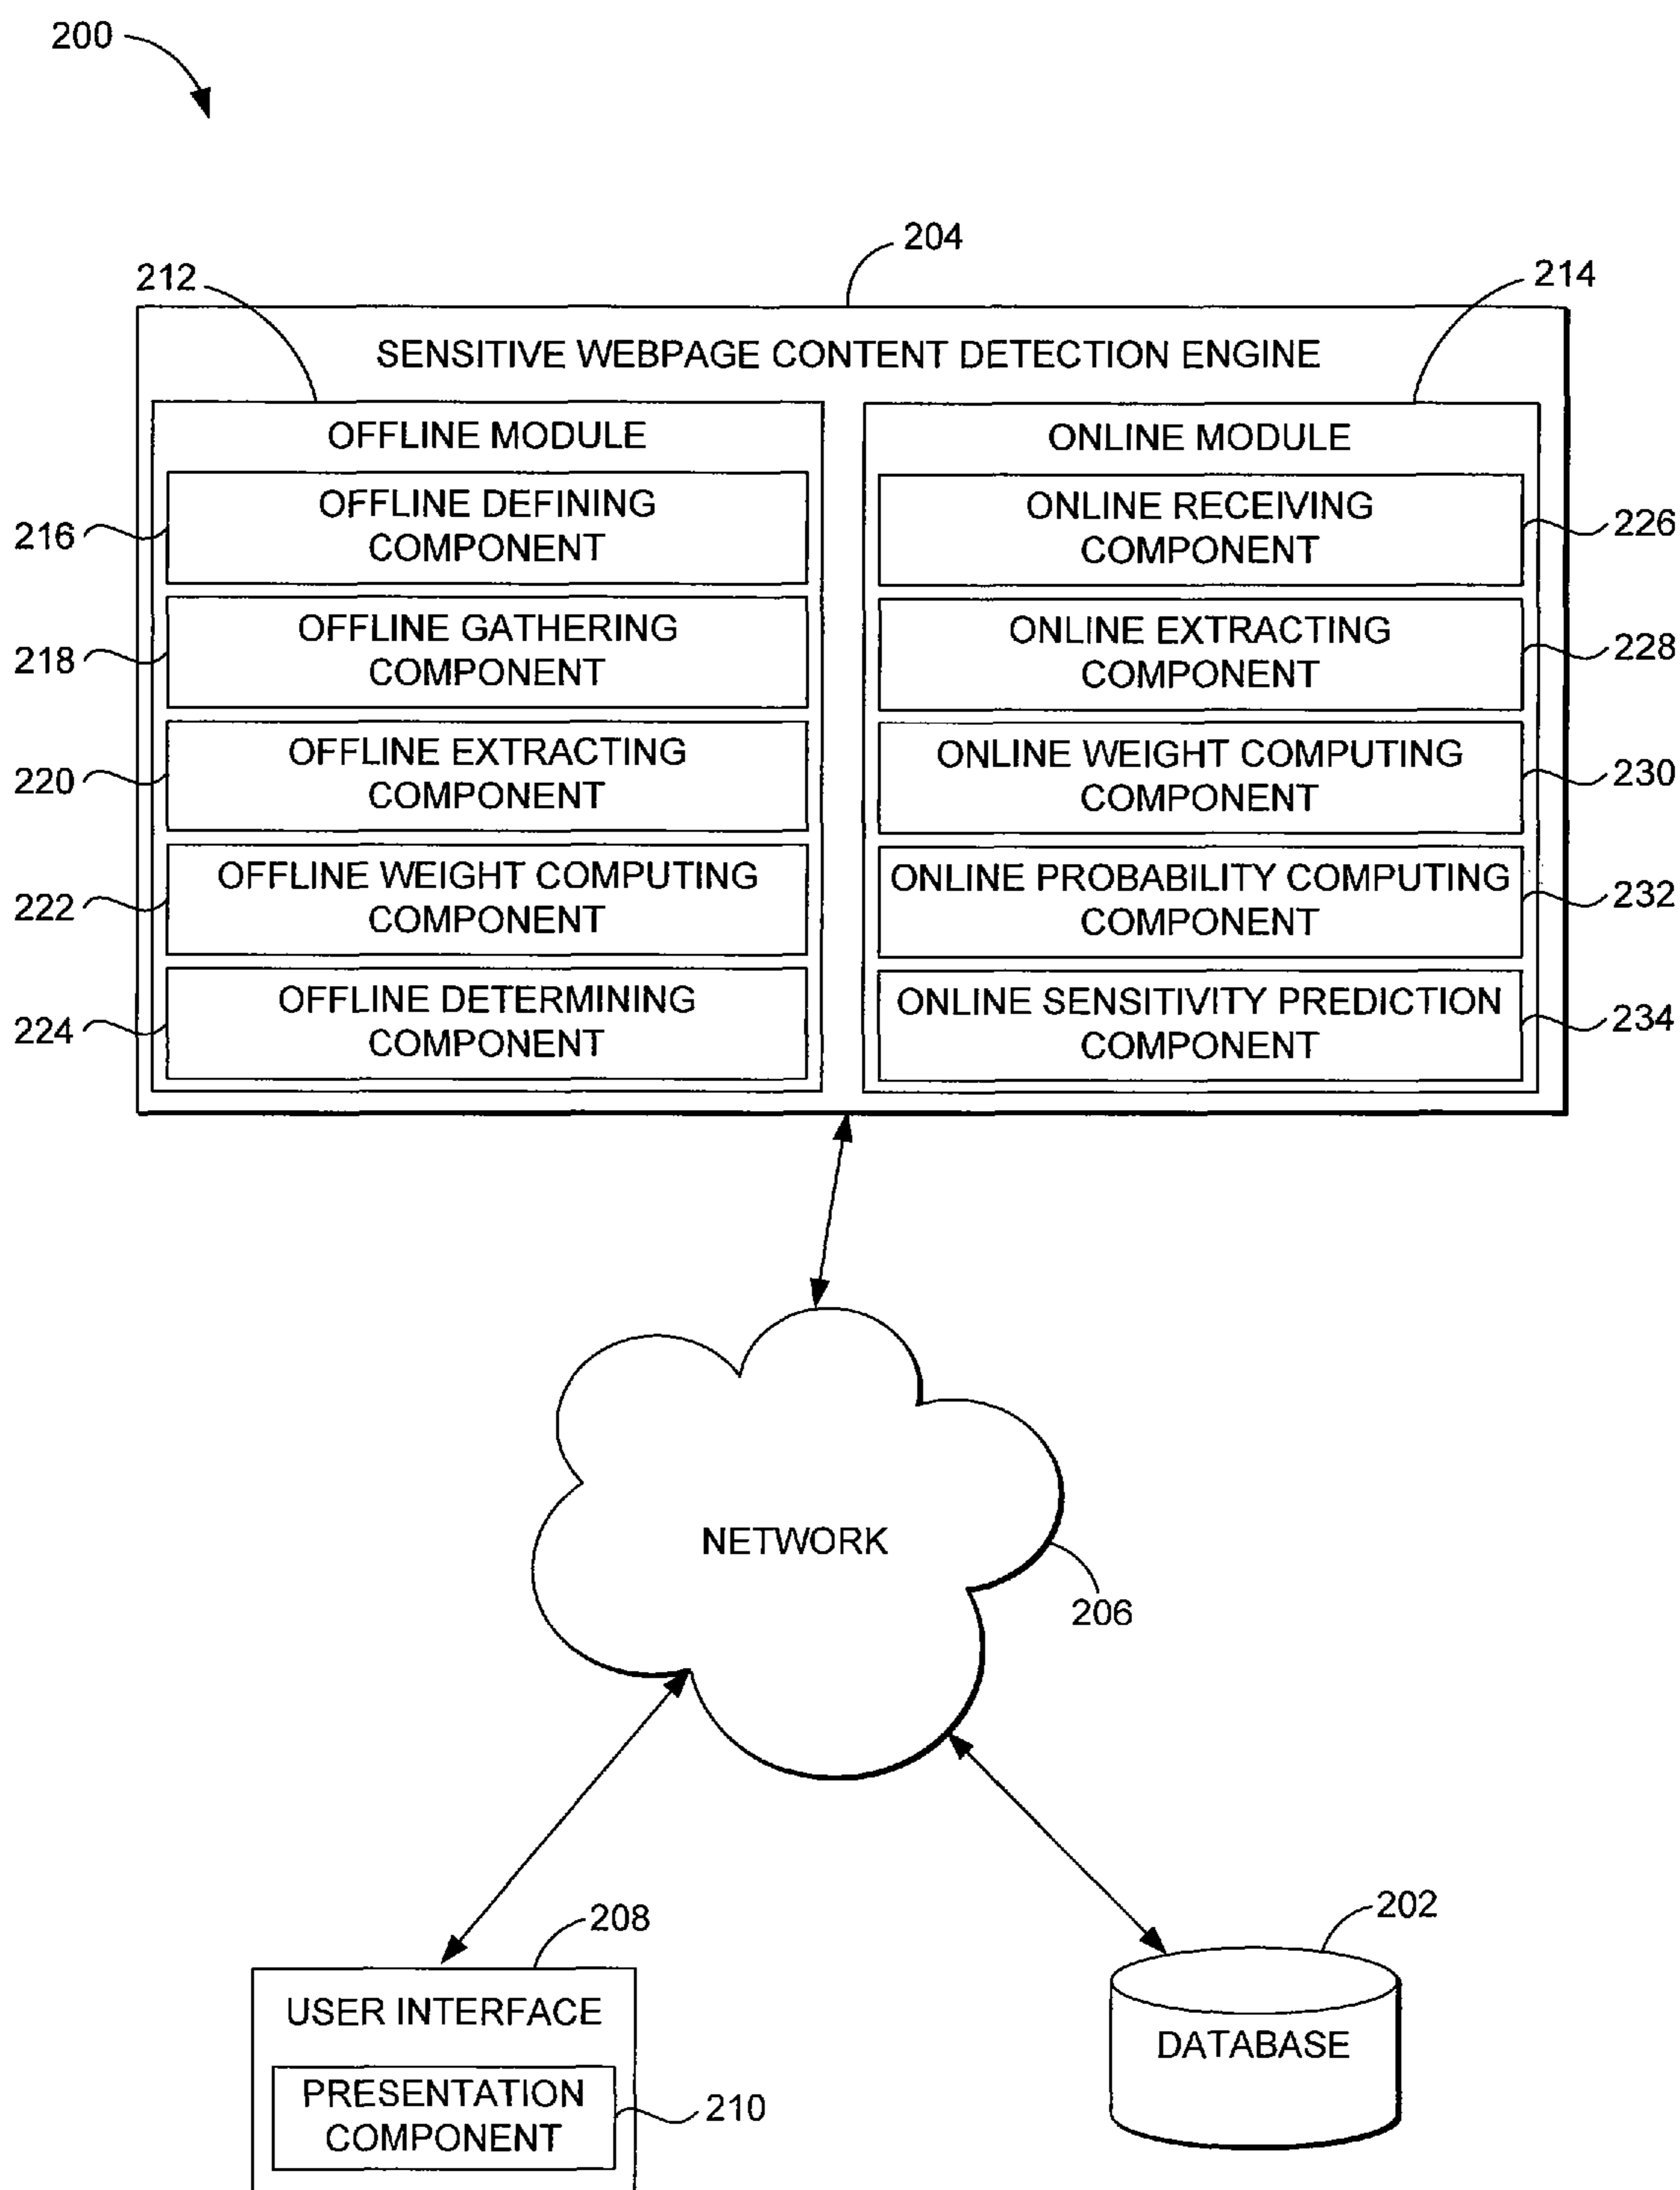 200
204
212
214
SENSITIVE WEBPAGE CONTENT DETECTION ENGINE
OFFLINE MODULE
OFFLINE DEFINING
COMPONENT
216
OFFLINE GATHERING
COMPONENT
218
OFFLINE EXTRACTING
COMPONENT
220
OFFLINE WEIGHT COMPUTING
COMPONENT
222
OFFLINE DETERMINING
COMPONENT
224
ONLINE MODULE
ONLINE RECEIVING
COMPONENT
226
ONLINE EXTRACTING
COMPONENT
228
ONLINE WEIGHT COMPUTING
COMPONENT
230
ONLINE PROBABILITY COMPUTING
COMPONENT
232
ONLINE SENSITIVITY PREDICTION
COMPONENT
234
NETWORK
206
208
USER INTERFACE
PRESENTATION
COMPONENT
210
202
DATABASE